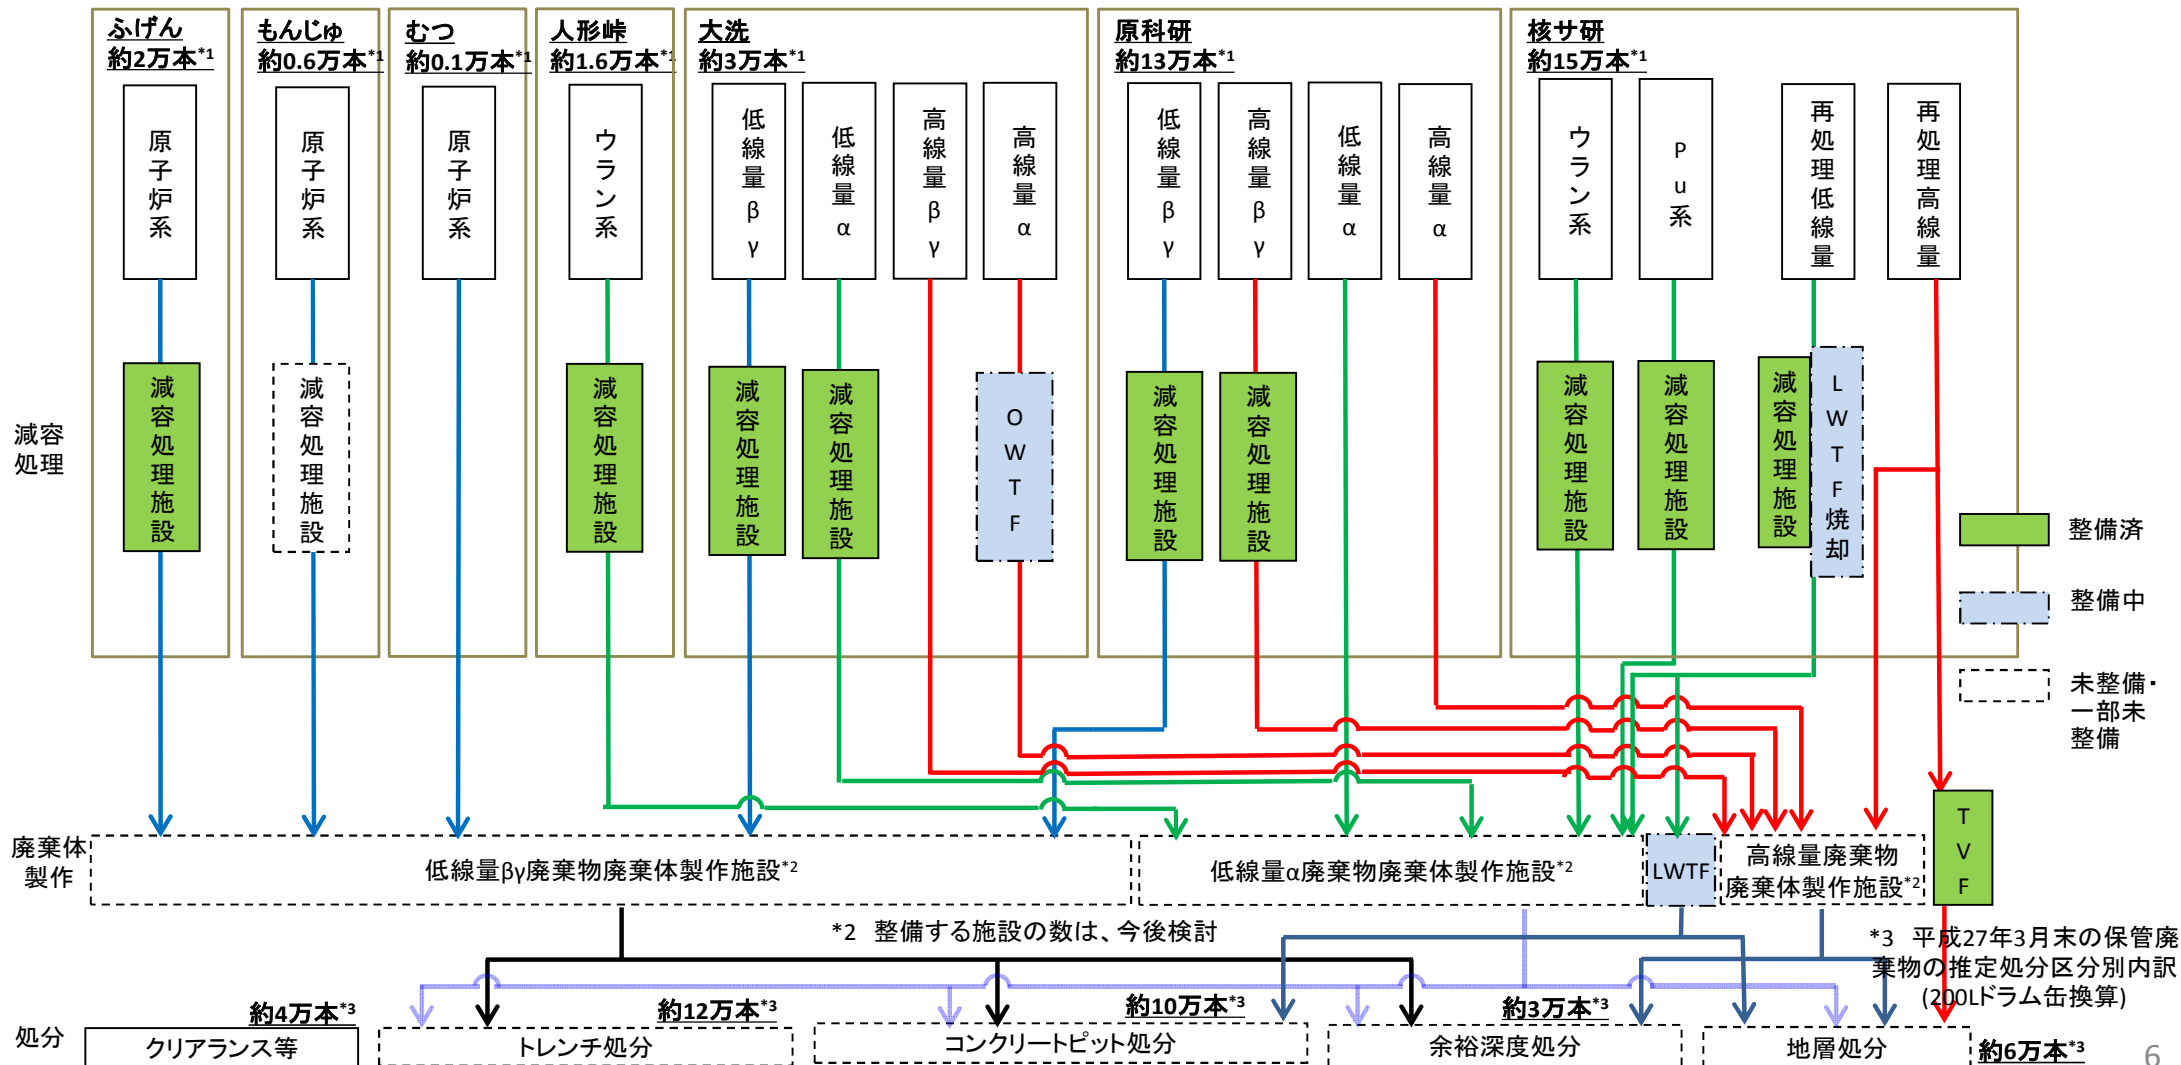 ふげん
約2万本*1
もんじゅ
約0.6万本*1
むつ
約0.1万本*1
人形峠
約1.6万本*1
大洗
約3万本*1
原科研
約13万本*1
核サ研
約15万本*1
原子炉系
原子炉系
原子炉系
ウラン系
低線量βγ
低線量α
高線量βγ
高線量α
低線量βγ
高線量βγ
低線量α
高線量α
ウラン系
Pu系
再処理低線量
再処理高線量
減容
処理
減容処理施設
減容処理施設
減容処理施設
減容処理施設
減容処理施設
OWTF
減容処理施設
減容処理施設
減容処理施設
減容処理施設
減容処理施設
LWTF焼却
整備済
整備中
未整備・
一部未
整備
廃棄体
製作
低線量βγ廃棄物廃棄体製作施設*2
低線量α廃棄物廃棄体製作施設*2
LWTF
高線量廃棄物
廃棄体製作施設*2
TVF
*2 整備する施設の数は、今後検討
*3 平成27年3月末の保管廃
棄物の推定処分区分別内訳
(200Lドラム缶換算)
処分
約4万本*3
クリアランス等
約12万本*3
トレンチ処分
約10万本*3
コンクリートピット処分
約3万本*3
余裕深度処分
地層処分
約6万本*3
6